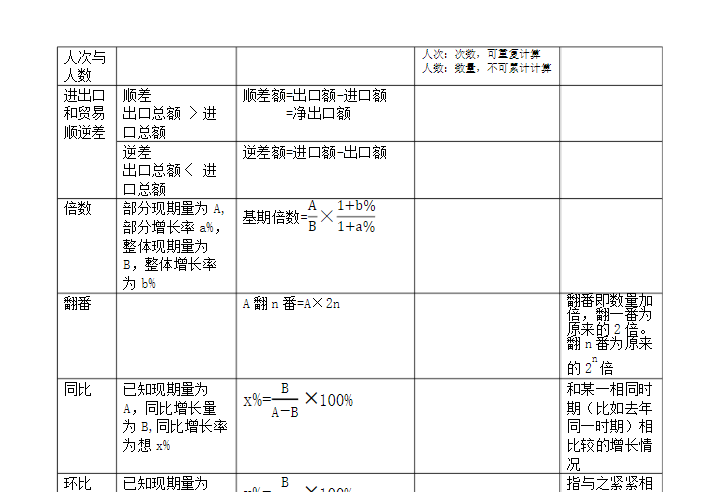 人次与
人数
人次：次数，可重复计算
人数：数量，不可累计计算
进出口
和贸易
顺逆差
顺差
出口总额 > 进
口总额
顺差额=出口额-进口额
=净出口额
逆差
出口总额< 进
口总额
逆差额=进口额-出口额
倍数
部分现期量为 A,
部分增长率 a%,
整体现期量为
B，整体增长率
为 b%
基期倍数=A/B×(1+b%)/(1+a%)
翻番
A 翻 n 番=A×2n
翻番即数量加
倍，翻一番为
原来的 2 倍。
翻 n 番为原来
的 2^n 倍
同比
已知现期量为
A，同比增长量
为 B,同比增长率
为想 x%
x%=B/(A−B) ×100%
和某一相同时
期（比如去年
同一时期）相
比较的增长情
况
环比
已知现期量为
x%= B ×100%
指与之紧紧相